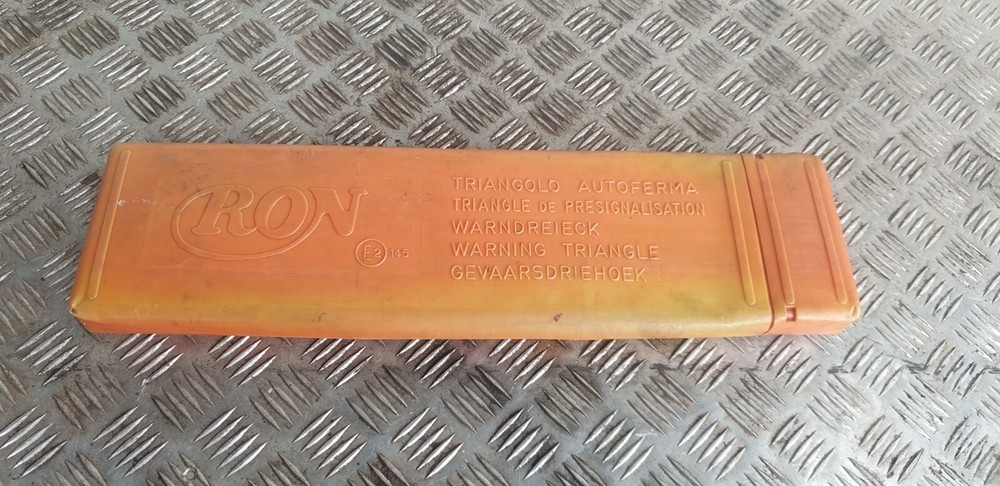 RON
E2 145
TRIANGOLO AUTOFERMA
TRIANGLE DE PRESIGNALISATION
WARNDREIECK
WARNING TRIANGLE
GEVAARSDRIEHOEK